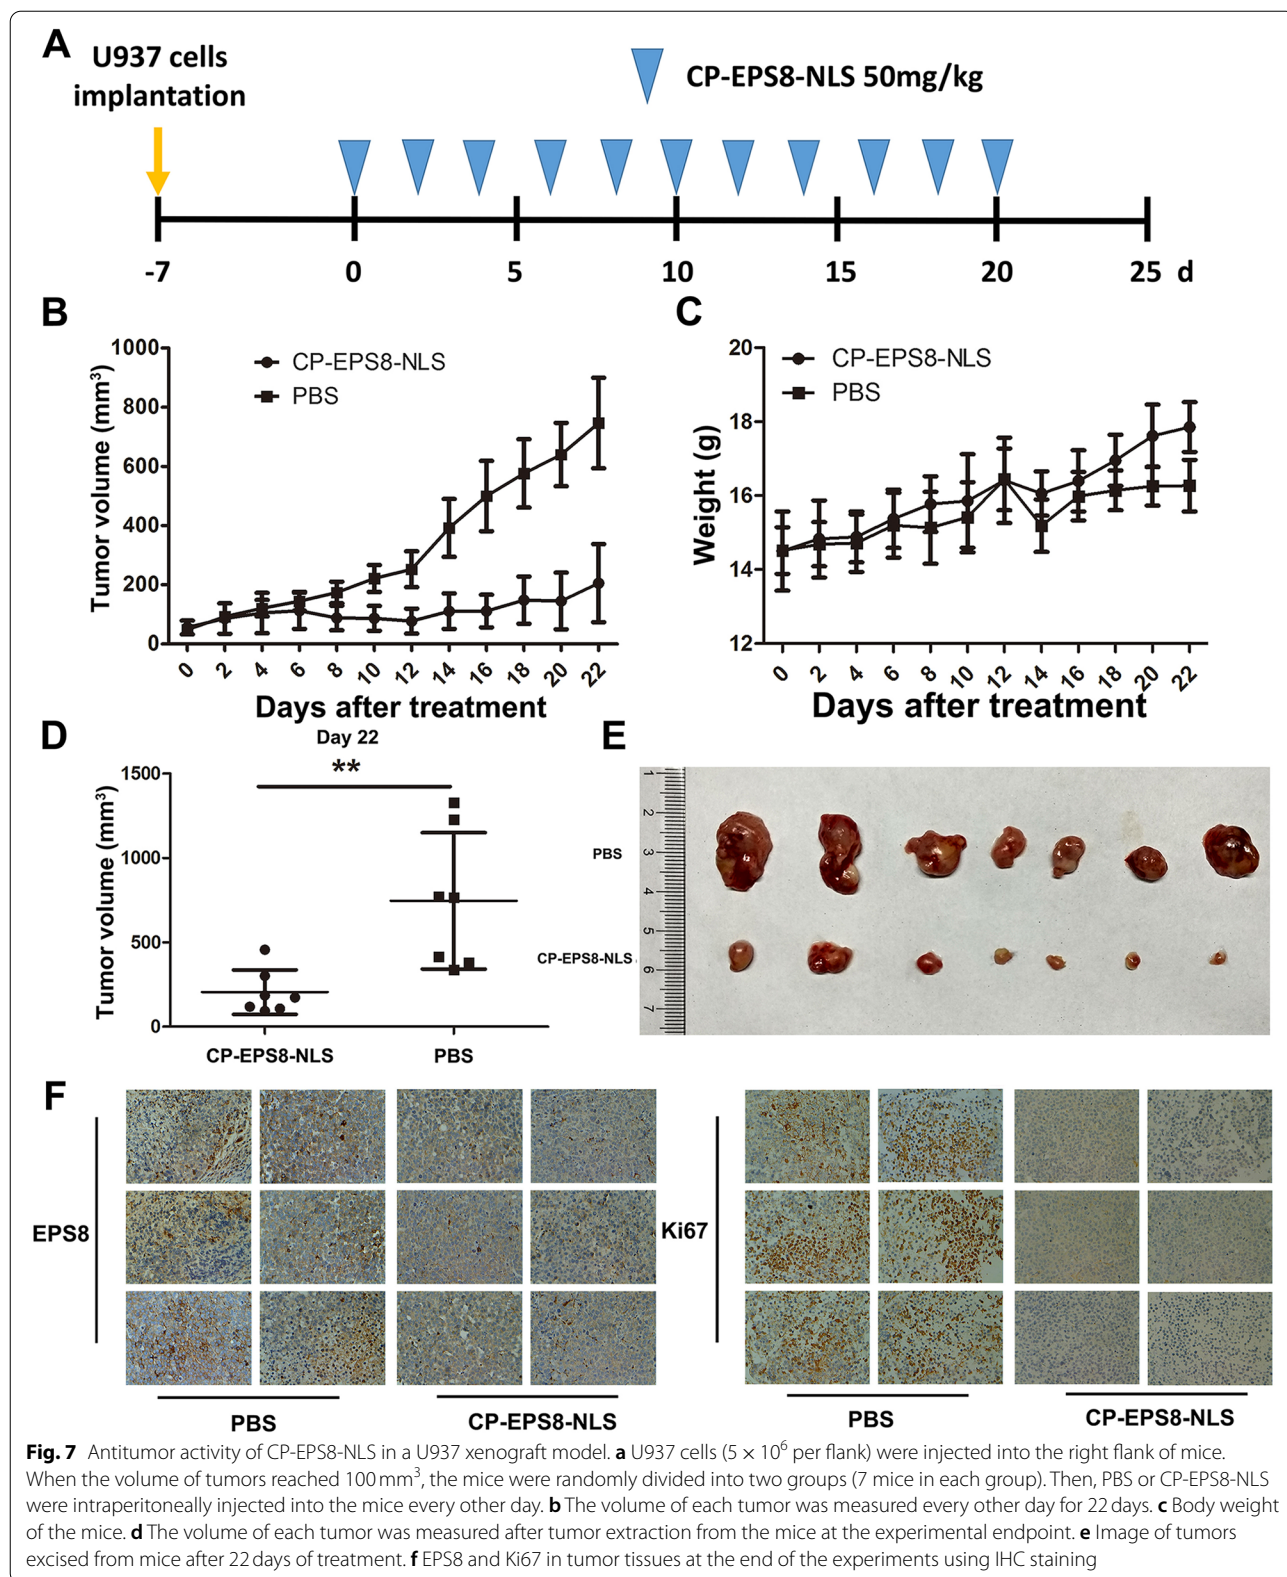 A
U937 cells
implantation
CP-EPS8-NLS 50mg/kg
-7 0 5 10 15 20 25 d
B
Tumor volume (mm³)
1000
800
600
400
200
0
CP-EPS8-NLS
PBS
0 2 4 6 8 10 12 14 16 18 20 22
Days after treatment
C
Weight (g)
20
18
16
14
12
CP-EPS8-NLS
PBS
0 2 4 6 8 10 12 14 16 18 20 22
Days after treatment
D
Day 22
**
Tumor volume (mm³)
1500
1000
500
0
CP-EPS8-NLS PBS
E
PBS
CP-EPS8-NLS
1
2
3
4
5
6
7
F
EPS8
PBS CP-EPS8-NLS
Ki67
PBS CP-EPS8-NLS
Fig. 7 Antitumor activity of CP-EPS8-NLS in a U937 xenograft model. a U937 cells (5 × 10⁶ per flank) were injected into the right flank of mice.
When the volume of tumors reached 100 mm³, the mice were randomly divided into two groups (7 mice in each group). Then, PBS or CP-EPS8-NLS
were intraperitoneally injected into the mice every other day. b The volume of each tumor was measured every other day for 22 days. c Body weight
of the mice. d The volume of each tumor was measured after tumor extraction from the mice at the experimental endpoint. e Image of tumors
excised from mice after 22 days of treatment. f EPS8 and Ki67 in tumor tissues at the end of the experiments using IHC staining